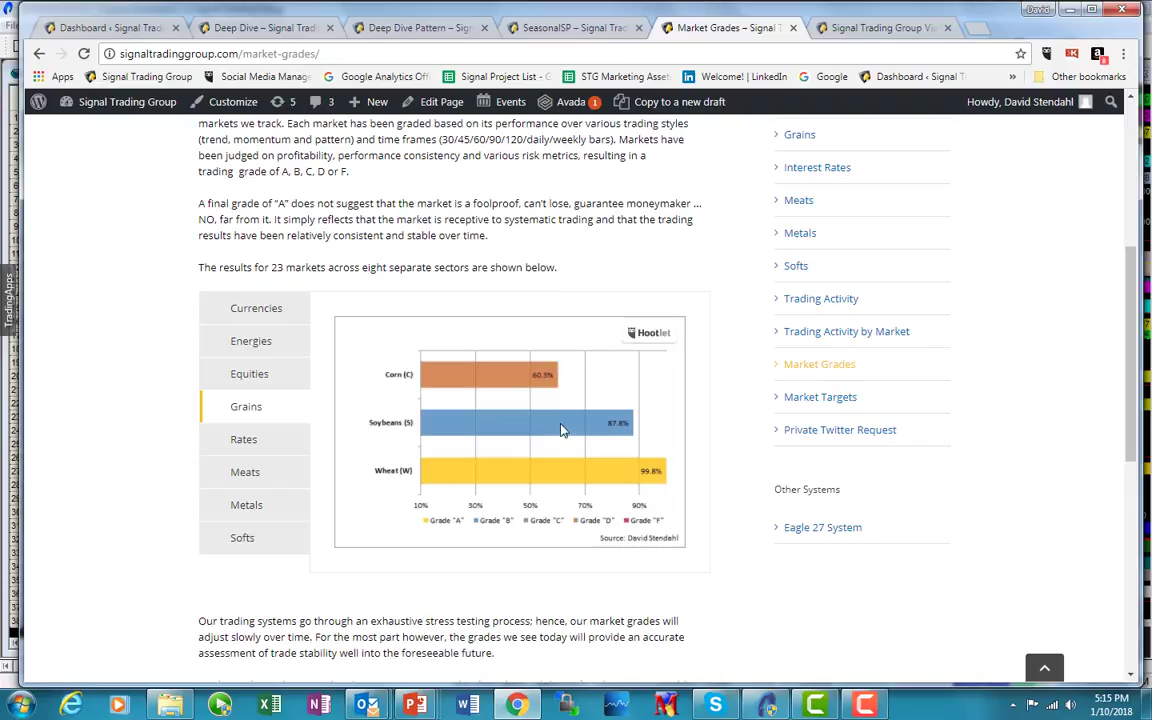 David
Dashboard ‹ Signal Tradi
Deep Dive – Signal Tradi
Deep Dive Pattern – Sign
SeasonalSP – Signal Trad
Market Grades – Signal T
Signal Trading Group Vi
signaltradinggroup.com/market-grades/
Apps
Signal Trading Group
Social Media Manage
Google Analytics Offi
Signal Project List - G
STG Marketing Asset
Welcome! | LinkedIn
Google
Dashboard ‹ Signal T
Other bookmarks
Signal Trading Group
Customize
5
3
New
Edit Page
Events
Avada 1
Copy to a new draft
Howdy, David Stendahl
markets we track. Each market has been graded based on its performance over various trading styles
(trend, momentum and pattern) and time frames (30/45/60/90/120/daily/weekly bars). Markets have
been judged on profitability, performance consistency and various risk metrics, resulting in a
trading grade of A, B, C, D or F.
A final grade of “A” does not suggest that the market is a foolproof, can’t lose, guarantee moneymaker …
NO, far from it. It simply reflects that the market is receptive to systematic trading and that the trading
results have been relatively consistent and stable over time.
The results for 23 markets across eight separate sectors are shown below.
Currencies
Energies
Equities
Grains
Rates
Meats
Metals
Softs
Hootlet
Corn (C)
60.5%
Soybeans (S)
87.8%
Wheat (W)
99.8%
10% 30% 50% 70% 90%
Grade "A" Grade "B" Grade "C" Grade "D" Grade "F"
Source: David Stendahl
Our trading systems go through an exhaustive stress testing process; hence, our market grades will
adjust slowly over time. For the most part however, the grades we see today will provide an accurate
assessment of trade stability well into the foreseeable future.
Grains
Interest Rates
Meats
Metals
Softs
Trading Activity
Trading Activity by Market
Market Grades
Market Targets
Private Twitter Request
Other Systems
Eagle 27 System
TradingApps
5:15 PM
1/10/2018